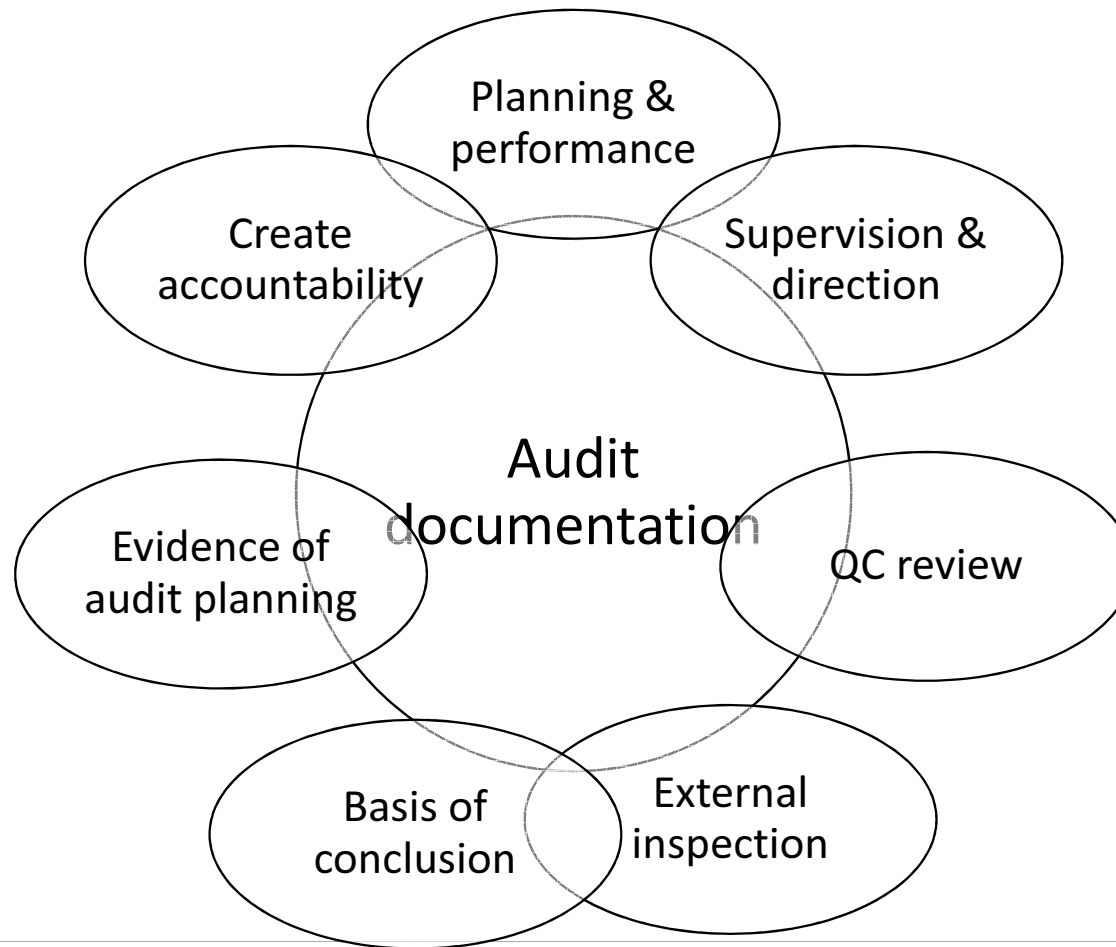 Planning &
performance
Create
accountability
Supervision &
direction
Audit
documentation
Evidence of
audit planning
QC review
Basis of
conclusion
External
inspection